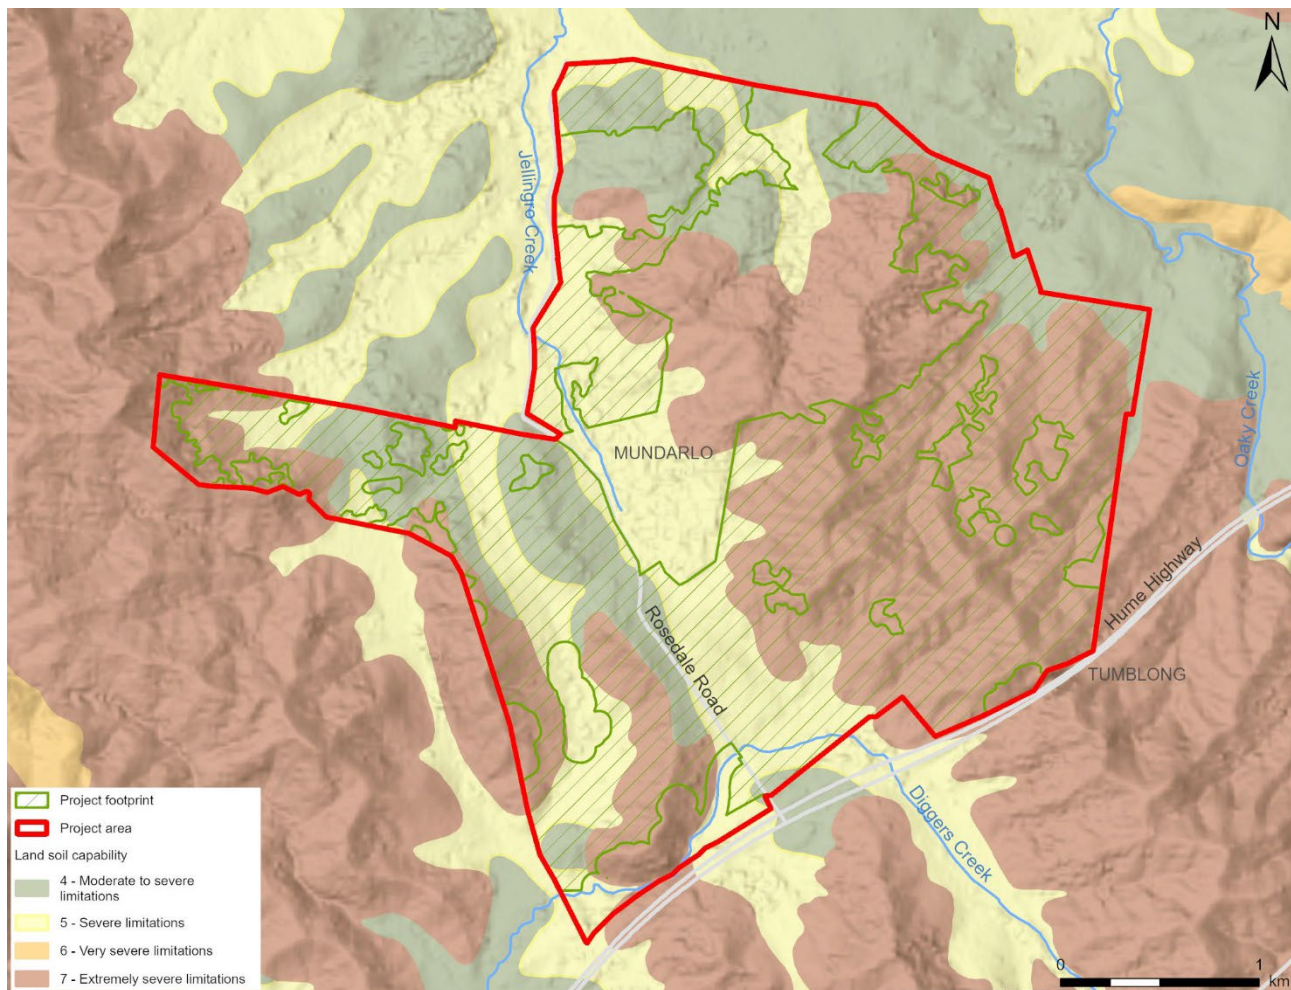 N
Jellingro Creek
Oaky Creek
MUNDARLO
Hume Highway
Rosedale Road
TUMBLONG
Diggers Creek
Project footprint
Project area
Land soil capability
4 - Moderate to severe
limitations
5 - Severe limitations
6 - Very severe limitations
7 - Extremely severe limitations
0
1
km